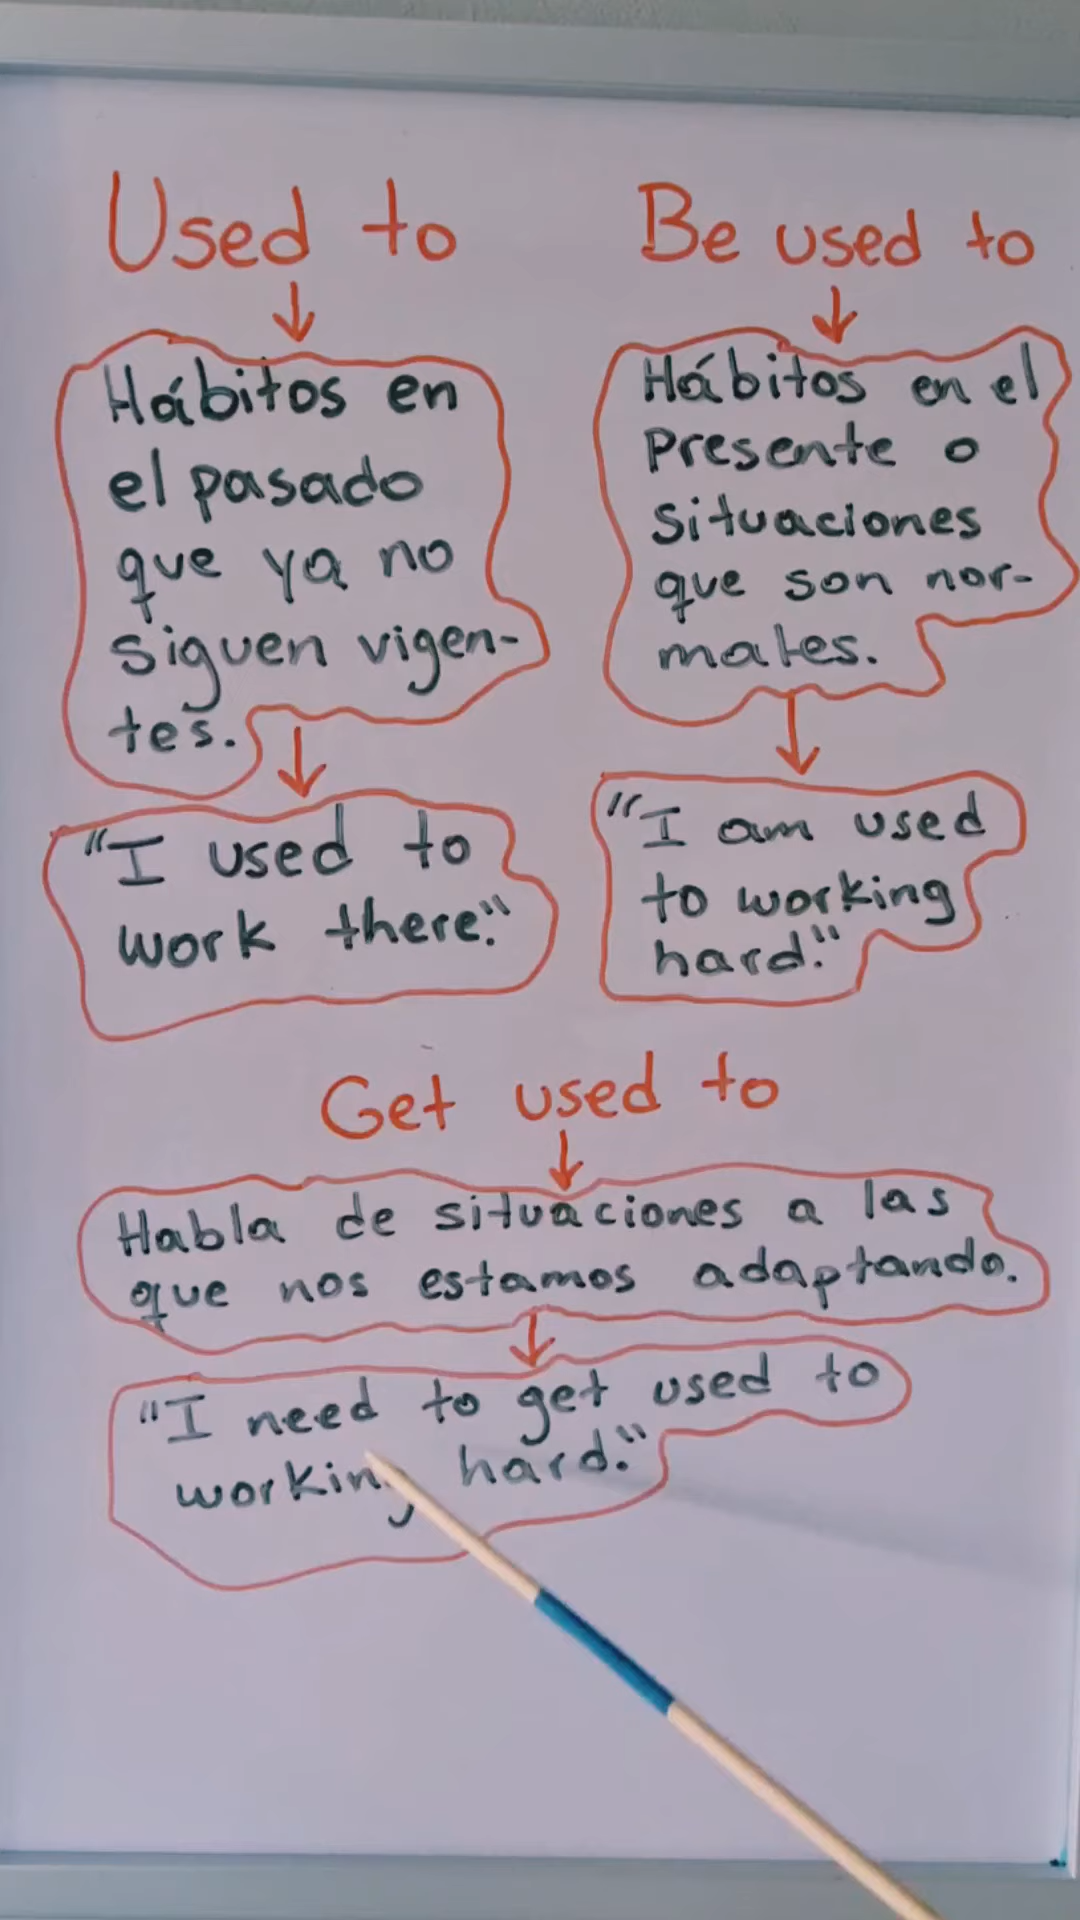 Used to
Hábitos en
el pasado
que ya no
siguen vigen-
tes.
"I used to
work there."
Be used to
Hábitos en el
presente o
situaciones
que son nor-
males.
"I am used
to working
hard."
Get used to
Habla de situaciones a las
que nos estamos adaptando.
"I need to get used to
working hard."